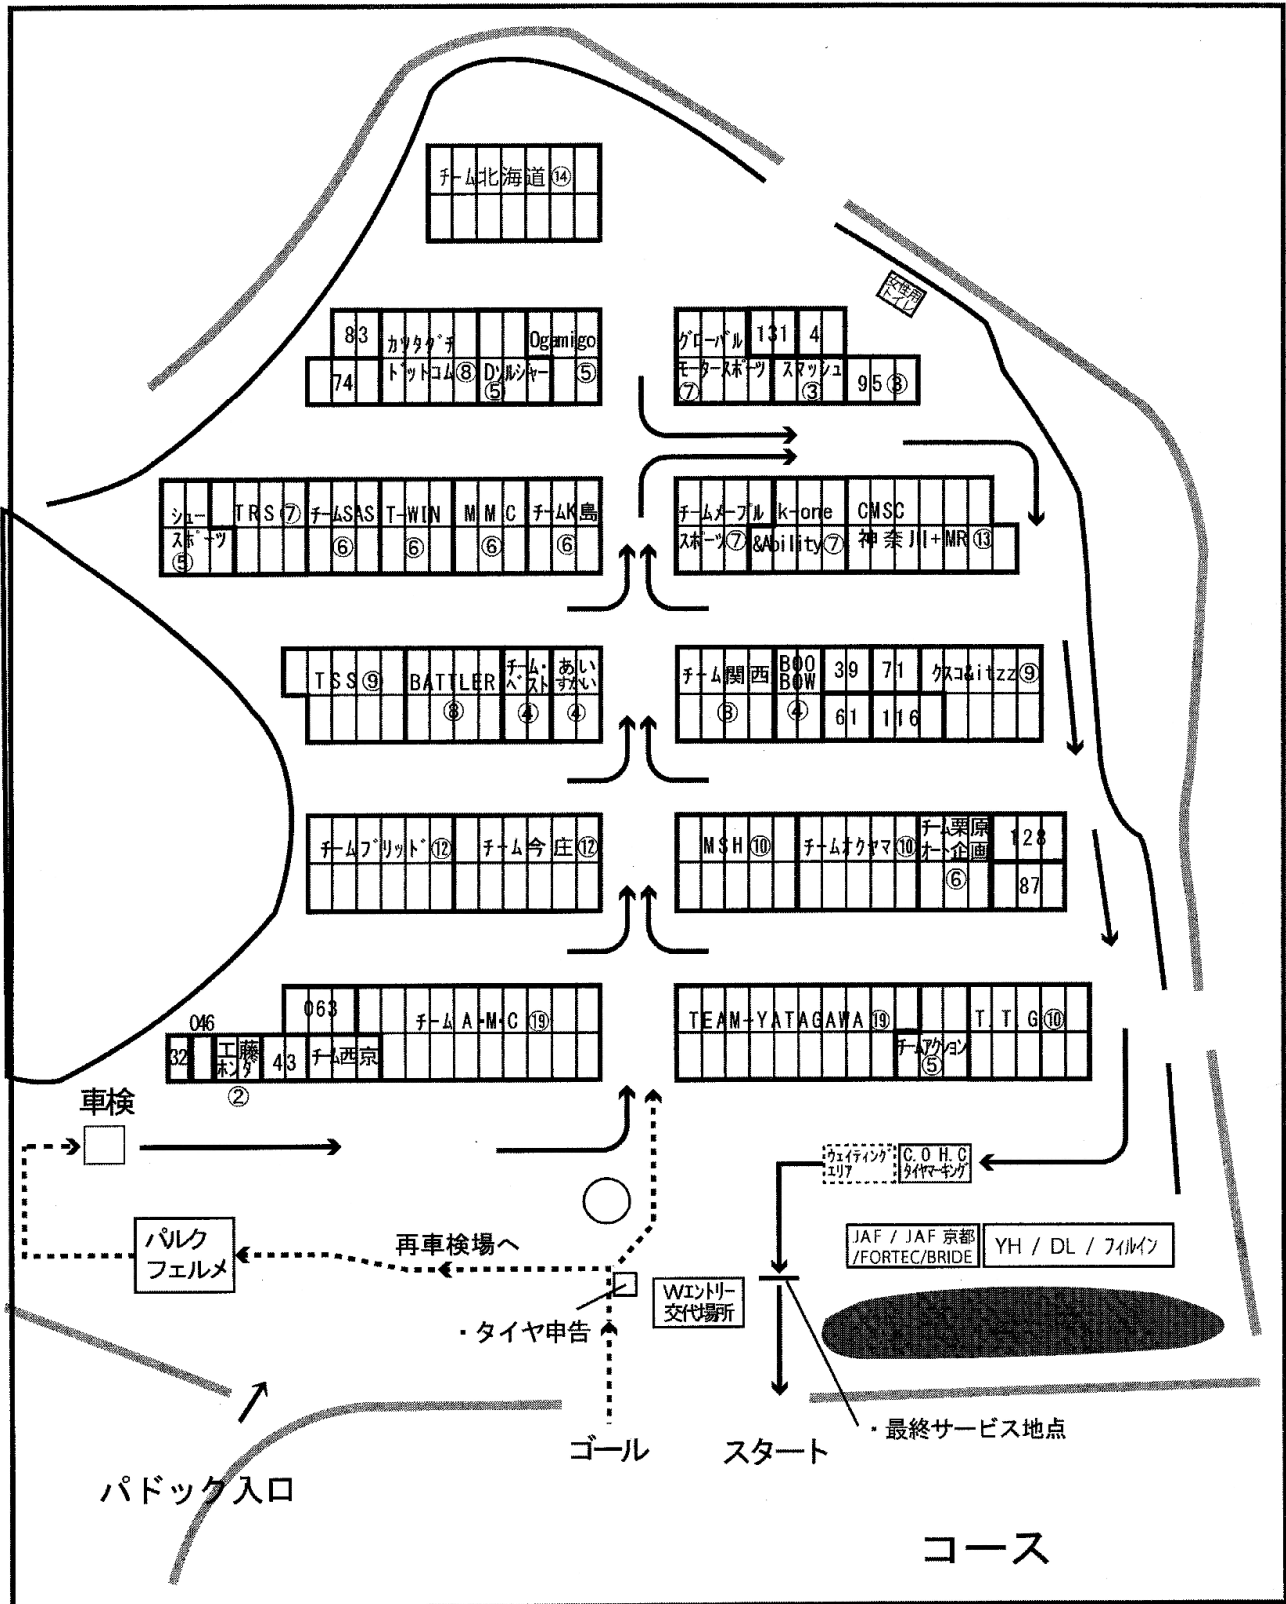 チーム北海道⑭
女性用
トイレ
83
カツタグチ
Ogamigo
ドットコム⑧
Dソルシャー
⑤
⑤
74
グローバル
131
4
モータースポーツ
スマッシュ
95③
⑦
③
シュー
TRS⑦
チームSAS
T-WIN
MMC
チームK島
スポーツ
⑤
⑥
⑥
⑥
⑥
チームメープル
k-one
CMSC
スポーツ⑦
&Ability⑦
神奈川+MR⑬
TSS⑨
BATTLER
チーム・
ベスト
あい
すかい
⑧
④
④
チーム関西
BOO
BOW
39
71
クスコ&itzz⑨
⑧
④
61
116
チームブリッド⑫
チーム今庄⑫
MSH⑩
チームオクヤマ⑩
チーム栗原
オート企画
128
⑥
87
063
チームA・M・C⑲
046
32
工藤
ホンダ
43
チーム西京
②
TEAM-YATAGAWA⑲
T.T.G⑩
チームアクション
⑤
車検
ウェイティング
エリア
C.O.H.C
タイヤマーキング
パルク
フェルメ
再車検場へ
JAF / JAF 京都
/FORTEC/BRIDE
YH / DL / フィルイン
Wエントリー
交代場所
・タイヤ申告
・最終サービス地点
ゴール
スタート
パドック入口
コース